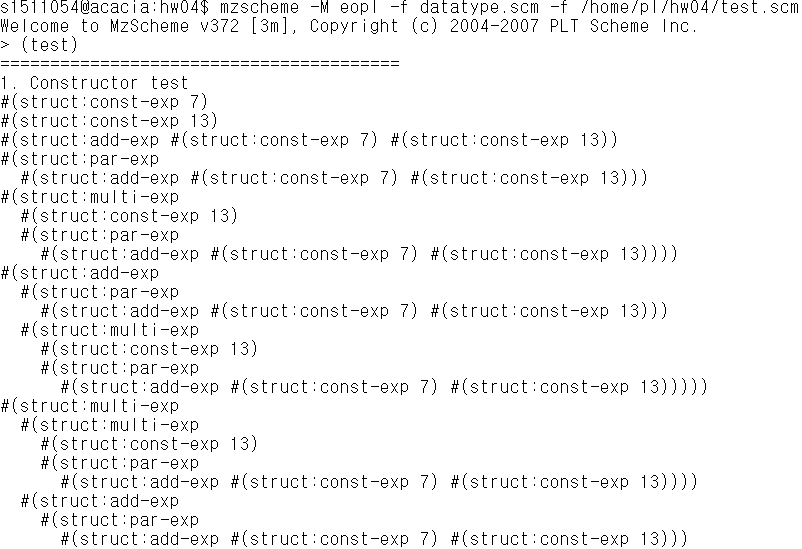 s1511054@acacia:hw04$ mzscheme -M eopl -f datatype.scm -f /home/pl/hw04/test.scm
Welcome to MzScheme v372 [3m], Copyright (c) 2004-2007 PLT Scheme Inc.
> (test)
========================================
1. Constructor test
#(struct:const-exp 7)
#(struct:const-exp 13)
#(struct:add-exp #(struct:const-exp 7) #(struct:const-exp 13))
#(struct:par-exp
  #(struct:add-exp #(struct:const-exp 7) #(struct:const-exp 13)))
#(struct:multi-exp
  #(struct:const-exp 13)
  #(struct:par-exp
    #(struct:add-exp #(struct:const-exp 7) #(struct:const-exp 13))))
#(struct:add-exp
  #(struct:par-exp
    #(struct:add-exp #(struct:const-exp 7) #(struct:const-exp 13)))
  #(struct:multi-exp
    #(struct:const-exp 13)
    #(struct:par-exp
      #(struct:add-exp #(struct:const-exp 7) #(struct:const-exp 13)))))
#(struct:multi-exp
  #(struct:multi-exp
    #(struct:const-exp 13)
    #(struct:par-exp
      #(struct:add-exp #(struct:const-exp 7) #(struct:const-exp 13))))
  #(struct:add-exp
    #(struct:par-exp
      #(struct:add-exp #(struct:const-exp 7) #(struct:const-exp 13)))